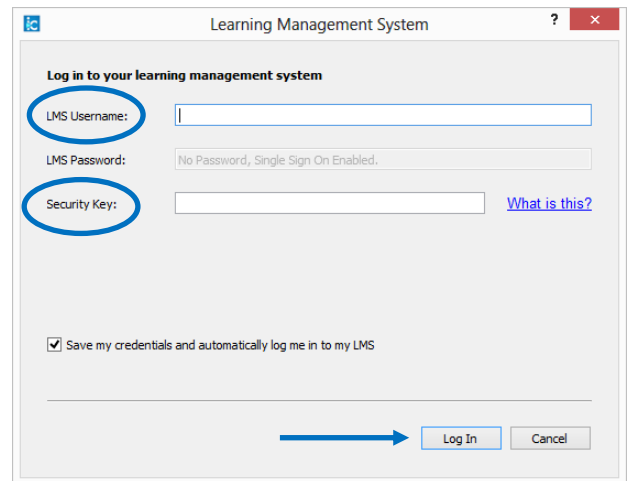 ic Learning Management System ? ×
Log in to your learning management system
LMS Username:
LMS Password: No Password, Single Sign On Enabled.
Security Key: What is this?
Save my credentials and automatically log me in to my LMS
Log In Cancel